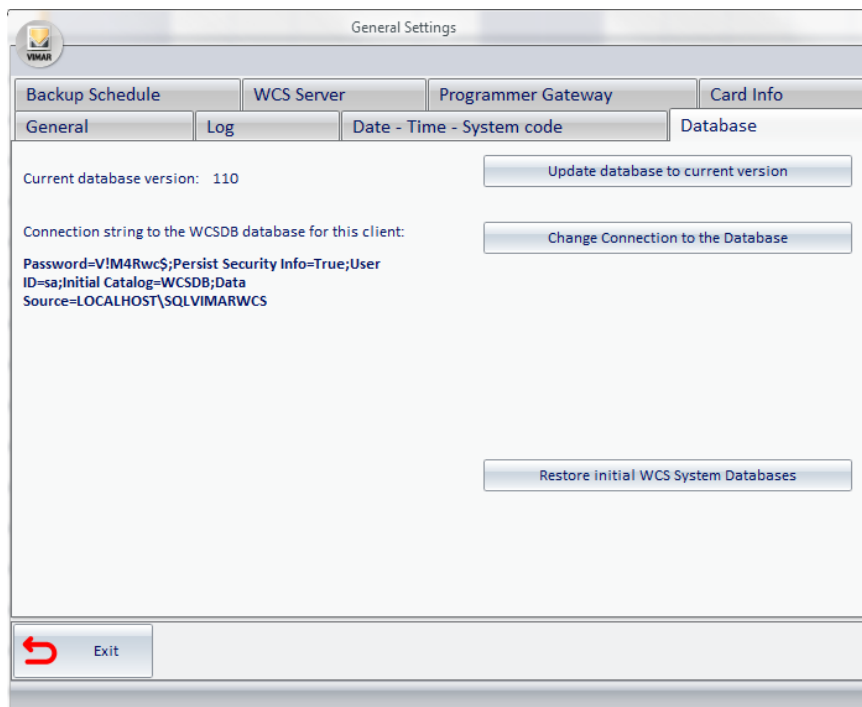 General Settings
VIMAR
Backup Schedule
WCS Server
Programmer Gateway
Card Info
General
Log
Date - Time - System code
Database
Current database version: 110
Update database to current version
Connection string to the WCSDB database for this client:
Change Connection to the Database
Password=V!M4Rwc$;Persist Security Info=True;User
ID=sa;Initial Catalog=WCSDB;Data
Source=LOCALHOST\SQLVIMARWCS
Restore initial WCS System Databases
Exit